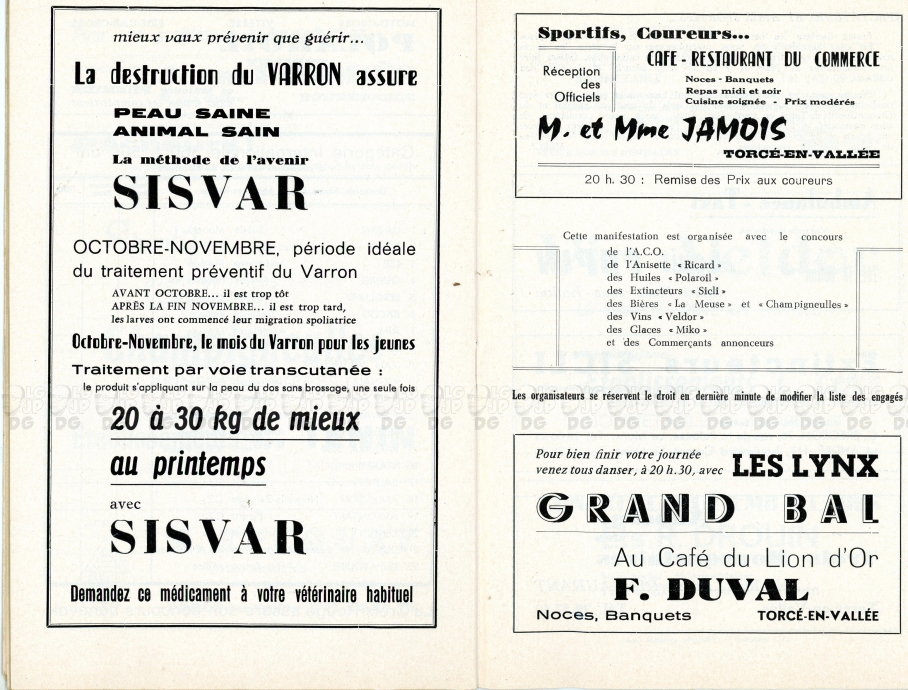 mieux vaux prévenir que guérir...
La destruction du VARRON assure
PEAU SAINE
ANIMAL SAIN
La méthode de l'avenir
SISVAR
OCTOBRE-NOVEMBRE, période idéale
du traitement préventif du Varron
AVANT OCTOBRE... il est trop tôt
APRÈS LA FIN NOVEMBRE... il est trop tard,
les larves ont commencé leur migration spoliatrice
Octobre-Novembre, le mois du Varron pour les jeunes
Traitement par voie transcutanée :
le produit s'appliquant sur la peau du dos sans brossage, une seule fois
20 à 30 kg de mieux
au printemps
avec
SISVAR
Demandez ce médicament à votre vétérinaire habituel
Sportifs, Coureurs...
CAFE - RESTAURANT DU COMMERCE
Réception
des
Officiels
Noces - Banquets
Repas midi et soir
Cuisine soignée - Prix modérés
M. et Mme JAMOIS
TORCÉ-EN-VALLÉE
20 h. 30 : Remise des Prix aux coureurs
Cette manifestation est organisée avec le concours
de l'A.C.O.
de l'Anisette « Ricard »
des Huiles « Polaroil »
des Extincteurs « Sicli »
des Bières « La Meuse » et « Champigneulles »
des Vins « Veldor »
des Glaces « Miko »
et des Commerçants annonceurs
Les organisateurs se réservent le droit en dernière minute de modifier la liste des engagés
Pour bien finir votre journée
venez tous danser, à 20 h. 30, avec LES LYNX
GRAND BAL
Au Café du Lion d'Or
F. DUVAL
Noces, Banquets TORCÉ-EN-VALLÉE